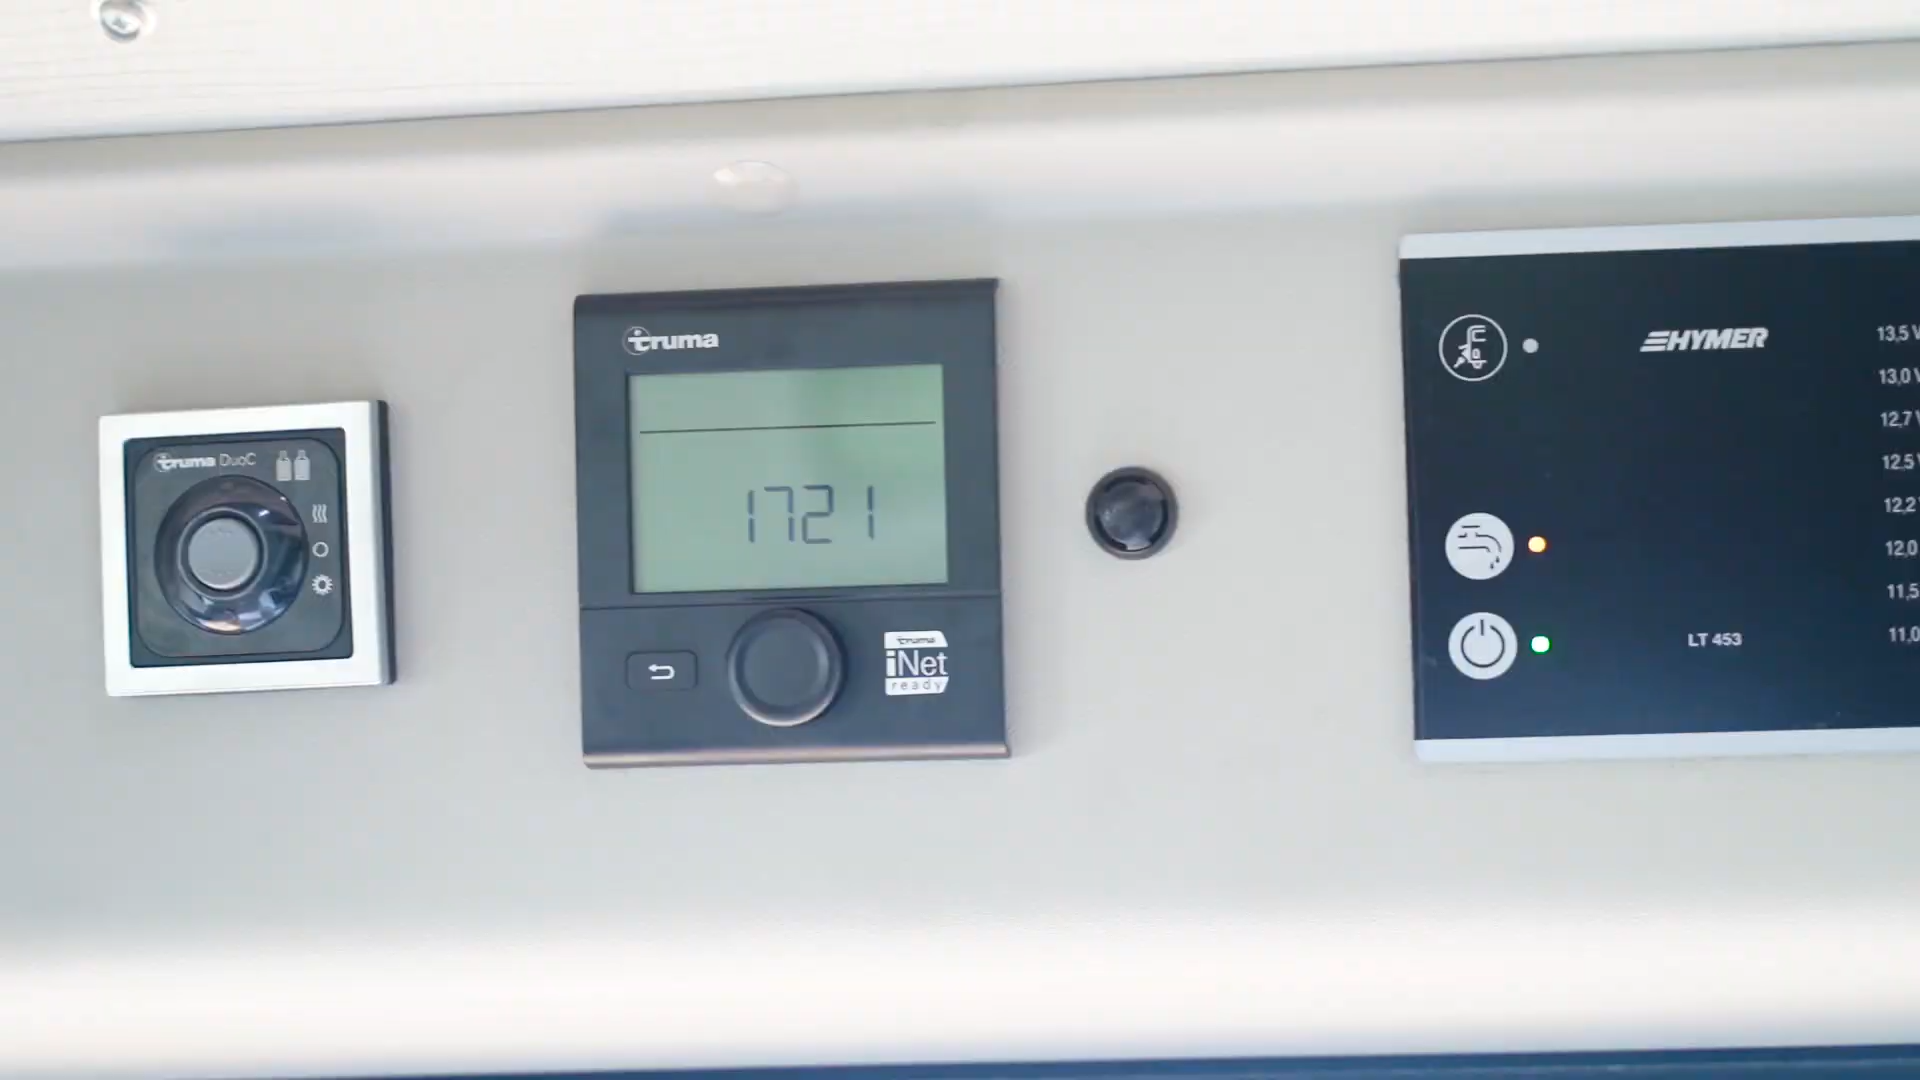 truma DuoC
truma
1721
truma
iNet
ready
HYMER
LT 453
13,5 V
13,0 V
12,7 V
12,5 V
12,2
12,0
11,5
11,0